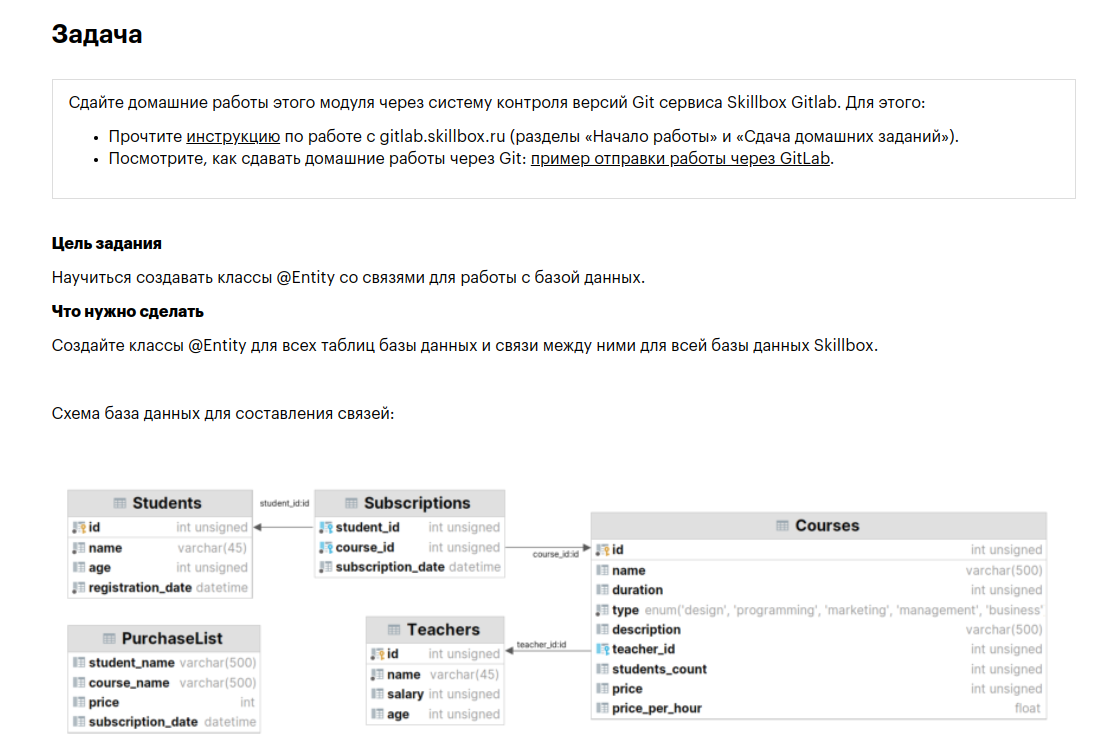 Задача
Сдайте домашние работы этого модуля через систему контроля версий Git сервиса Skillbox Gitlab. Для этого:
• Прочтите инструкцию по работе с gitlab.skillbox.ru (разделы «Начало работы» и «Сдача домашних заданий»).
• Посмотрите, как сдавать домашние работы через Git: пример отправки работы через GitLab.
Цель задания
Научиться создавать классы @Entity со связями для работы с базой данных.
Что нужно сделать
Создайте классы @Entity для всех таблиц базы данных и связи между ними для всей базы данных Skillbox.
Схема база данных для составления связей:
Students
id int unsigned
name varchar(45)
age int unsigned
registration_date datetime
student_id:id
Subscriptions
student_id int unsigned
course_id int unsigned
subscription_date datetime
course_id:id
Courses
id int unsigned
name varchar(500)
duration int unsigned
type enum('design', 'programming', 'marketing', 'management', 'business'
description varchar(500)
teacher_id int unsigned
students_count int unsigned
price int unsigned
price_per_hour float
PurchaseList
student_name varchar(500)
course_name varchar(500)
price int
subscription_date datetime
Teachers
id int unsigned
name varchar(45)
salary int unsigned
age int unsigned
teacher_id:id